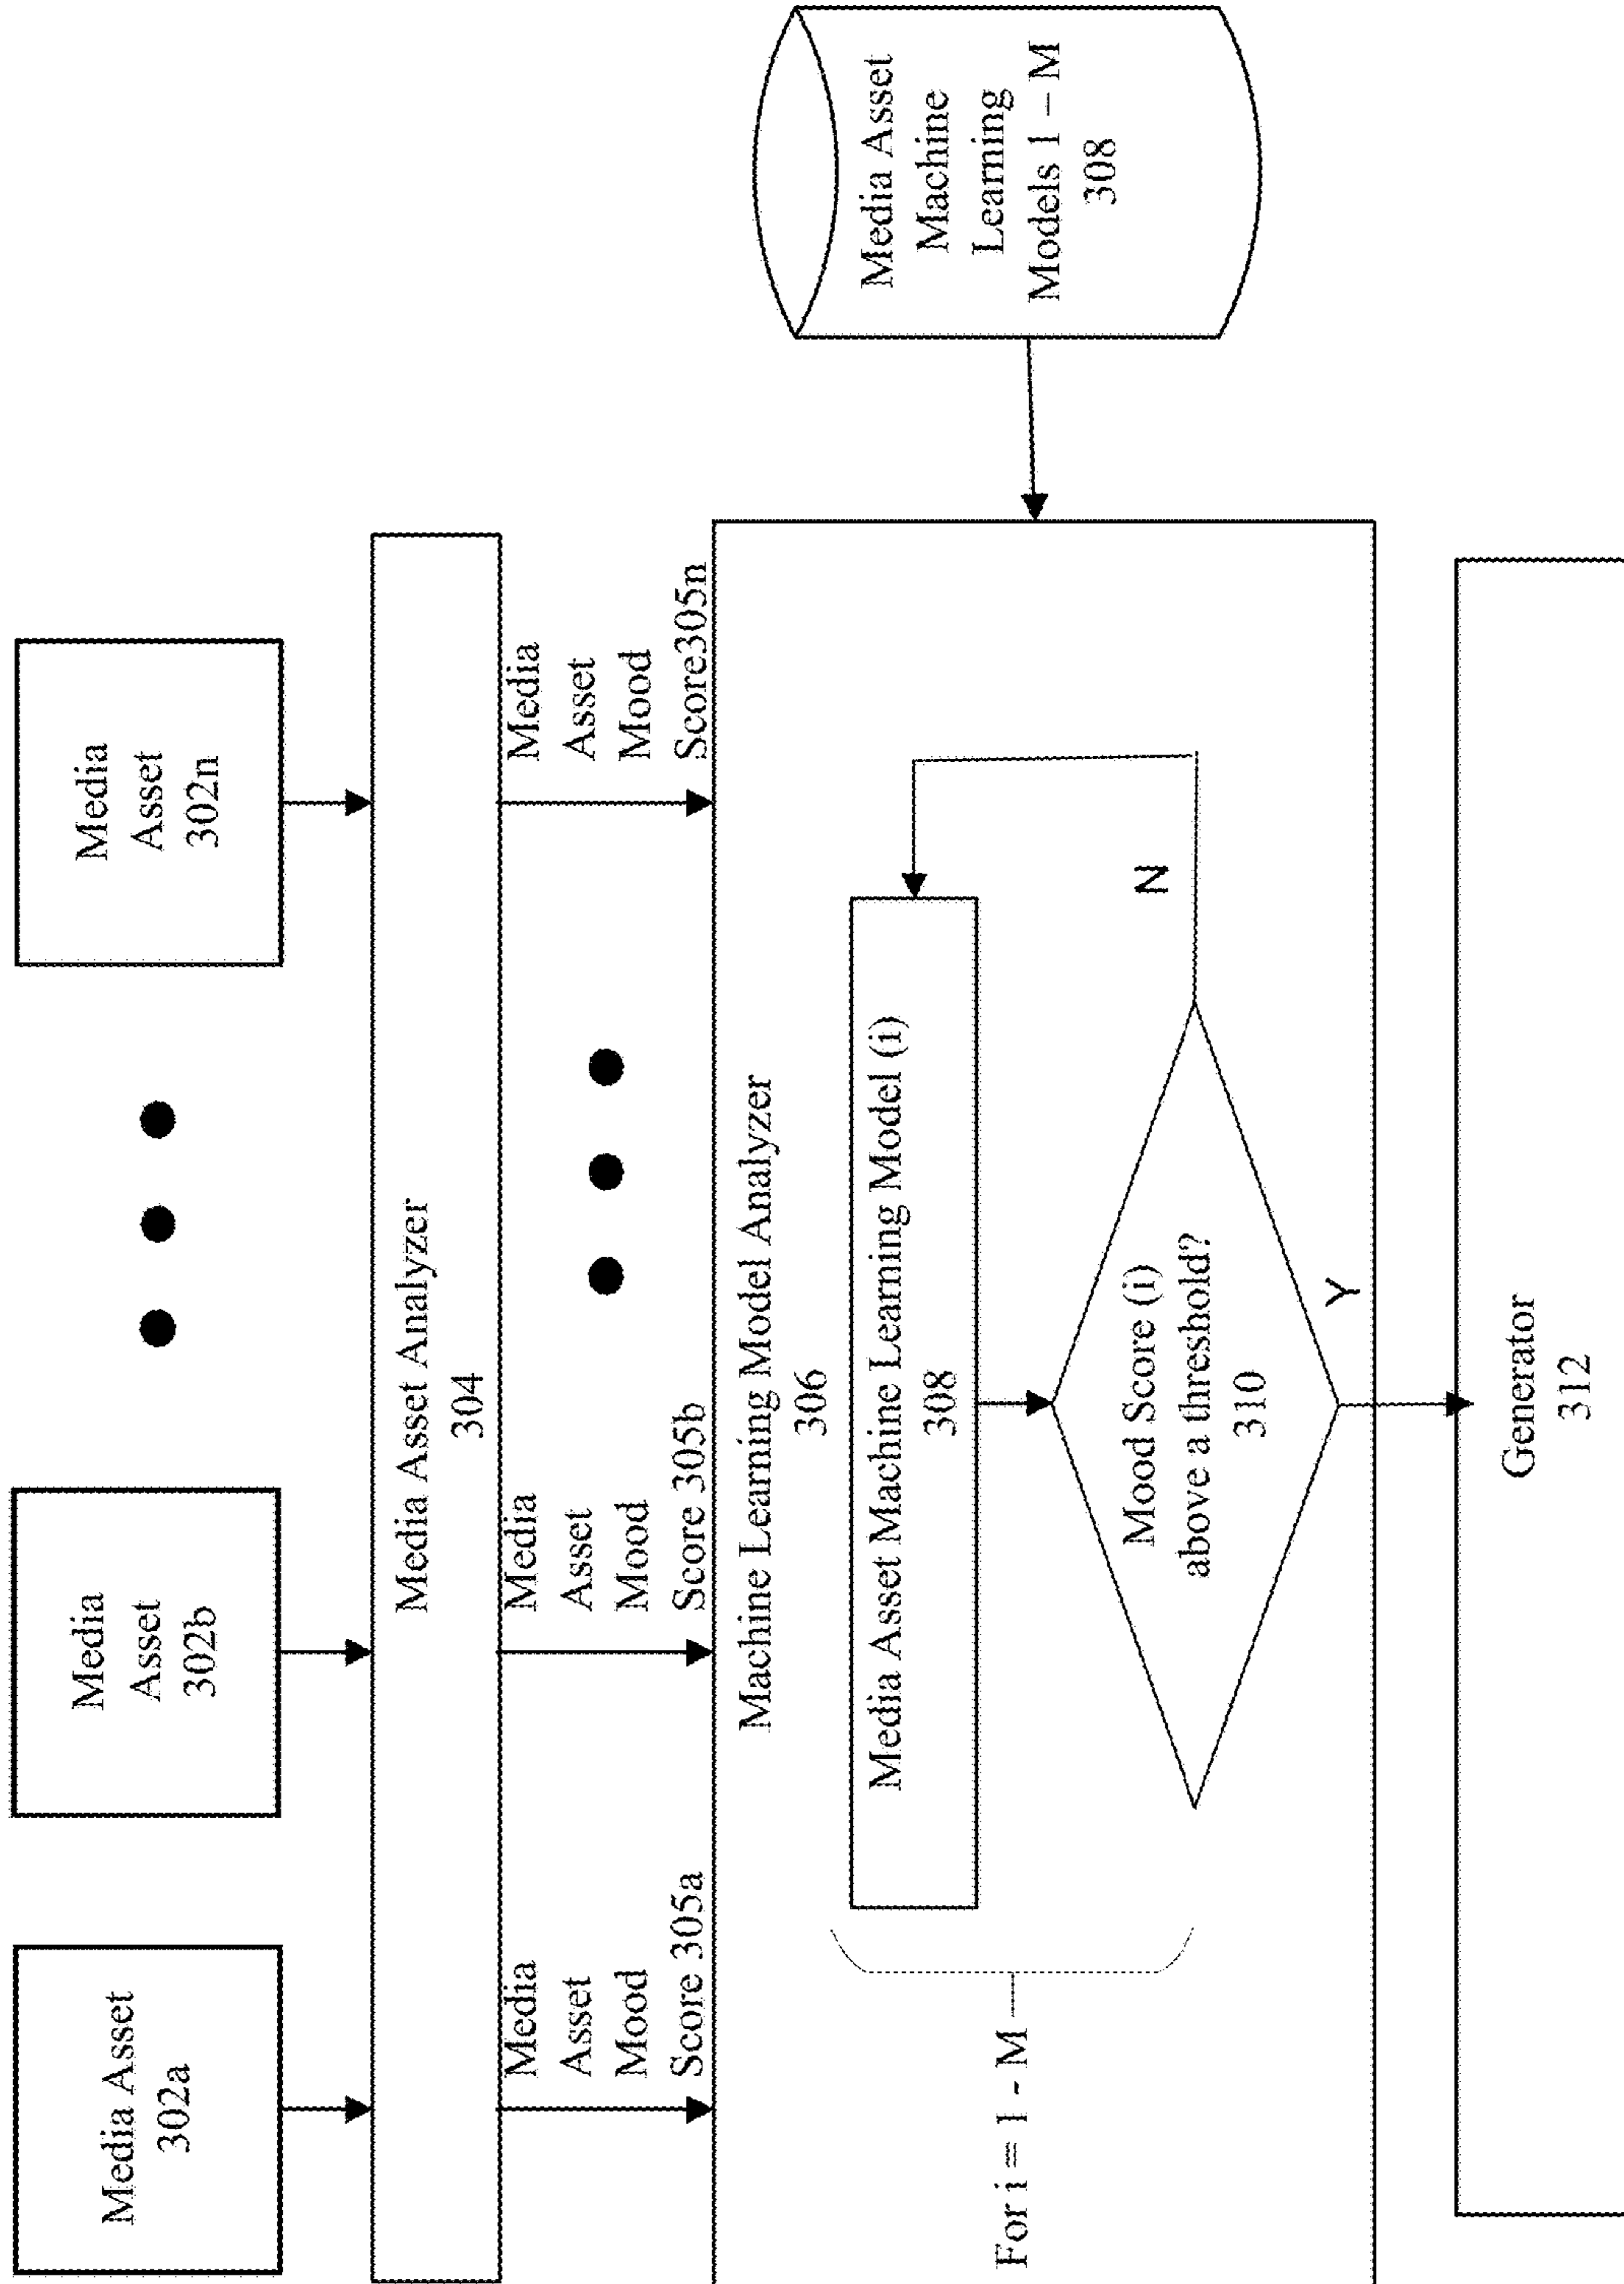 Media Asset
302a
Media
Asset
302b
Media
Asset
302n
Media Asset Analyzer
304
Media
Asset
Mood
Score 305a
Media
Asset
Mood
Score 305b
Media
Asset
Mood
Score305n
Machine Learning Model Analyzer
306
Media Asset Machine Learning Model (i)
308
For i = 1 - M
Mood Score (i)
above a threshold?
310
N
Y
Media Asset
Machine
Learning
Models 1 – M
308
Generator
312